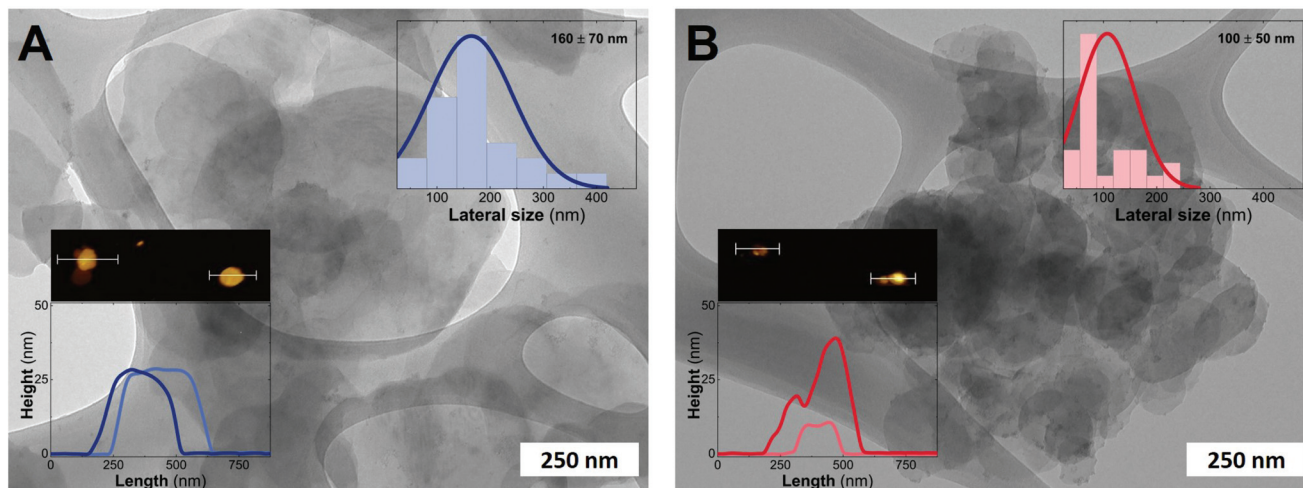 A
160 ± 70 nm
100 200 300 400
Lateral size (nm)
50
25
0
Height (nm)
0 250 500 750
Length (nm)
250 nm
B
100 ± 50 nm
100 200 300 400
Lateral size (nm)
50
25
0
Height (nm)
0 250 500 750
Length (nm)
250 nm